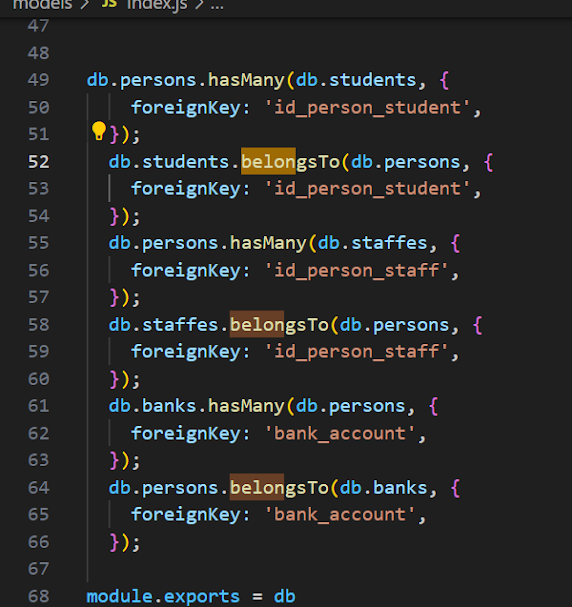 models > JS index.js > ...
47
48
49 db.persons.hasMany(db.students, {
50 foreignKey: 'id_person_student',
51 });
52 db.students.belongsTo(db.persons, {
53 foreignKey: 'id_person_student',
54 });
55 db.persons.hasMany(db.staffes, {
56 foreignKey: 'id_person_staff',
57 });
58 db.staffes.belongsTo(db.persons, {
59 foreignKey: 'id_person_staff',
60 });
61 db.banks.hasMany(db.persons, {
62 foreignKey: 'bank_account',
63 });
64 db.persons.belongsTo(db.banks, {
65 foreignKey: 'bank_account',
66 });
67
68 module.exports = db